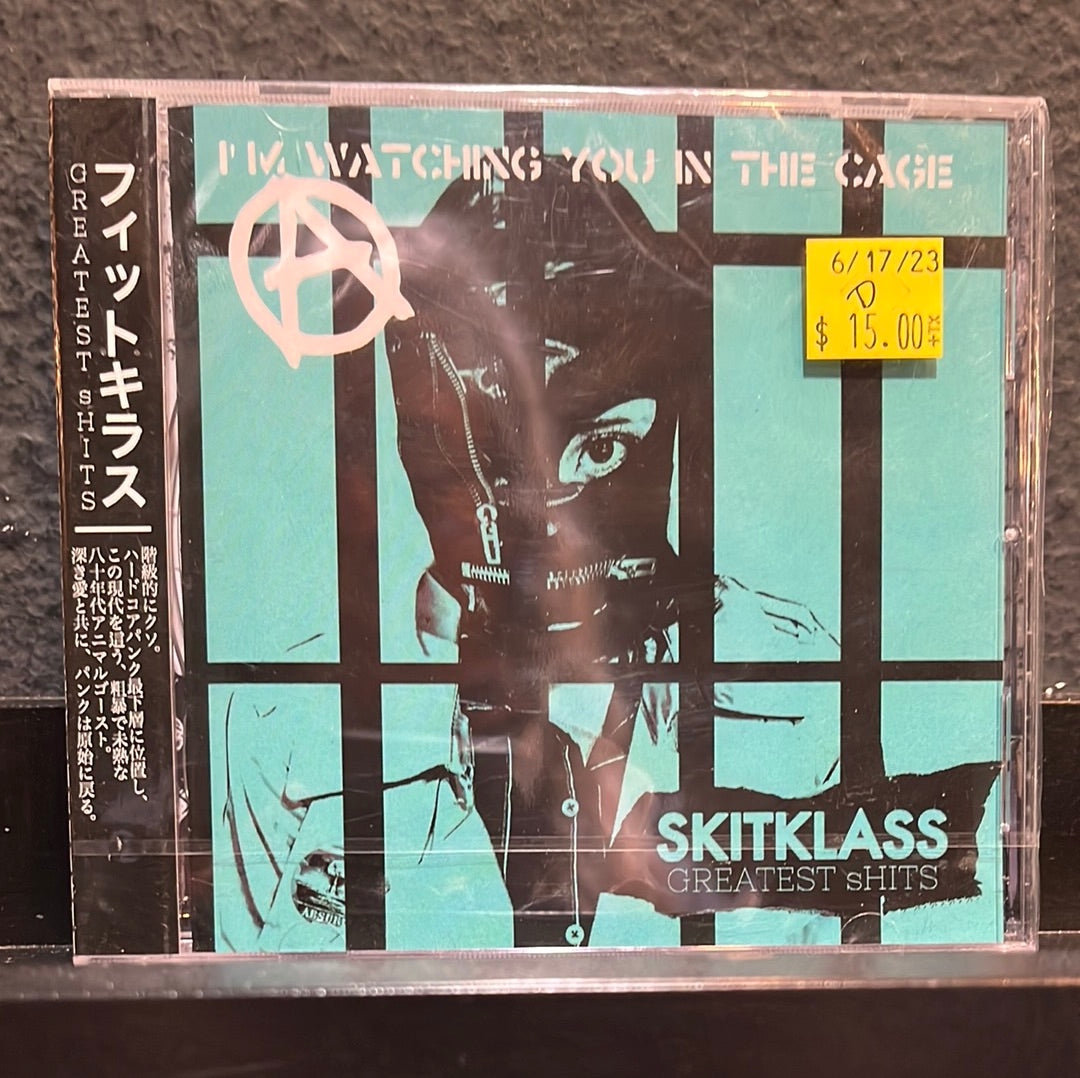 フィットキラス
GREATEST sHITS
階級的にクソ。
ハードコアパンク最下層に位置し、
この現代を這う、粗暴で未熟な
八十年代アニマルゴースト。
深き愛と共に、パンクは原始に戻る。
I'M WATCHING YOU IN THE CAGE
A
6/17/23
D
$ 15.00 +TX
SKITKLASS
GREATEST sHITS